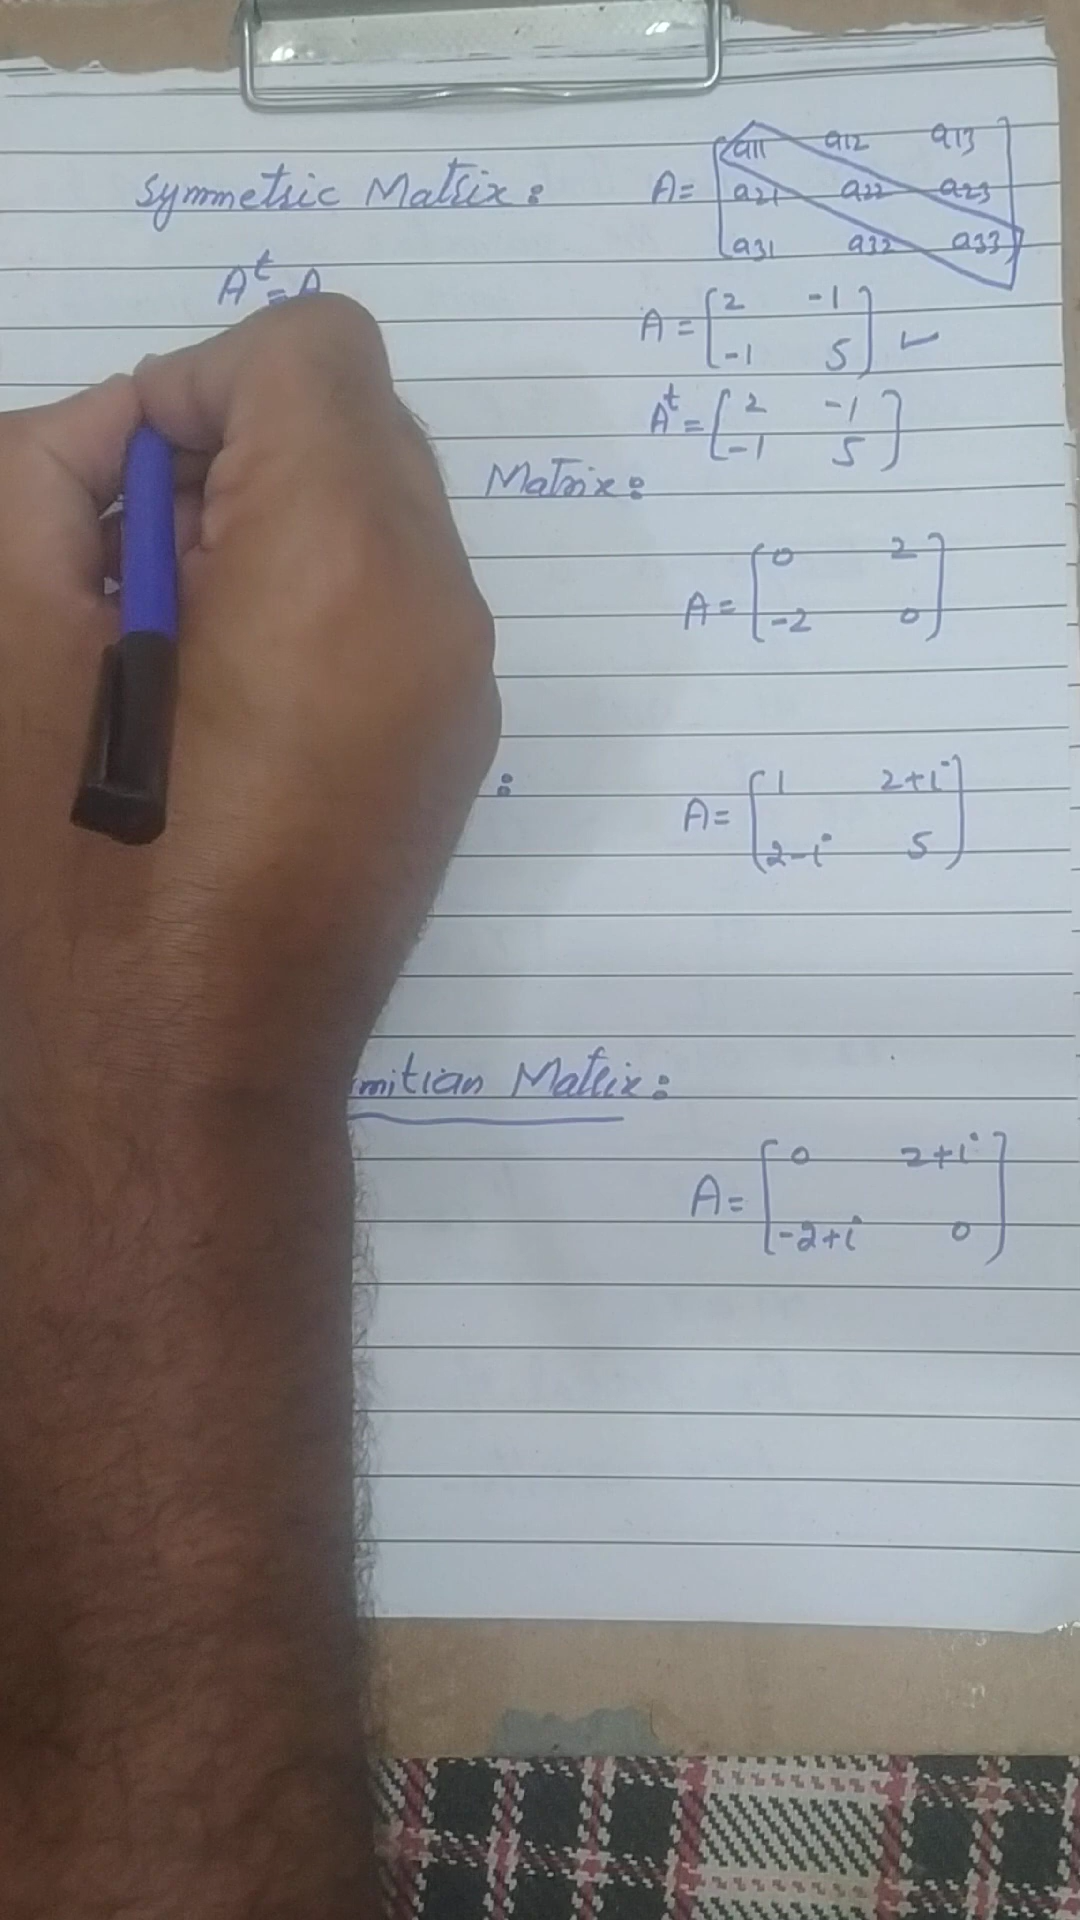 Symmetric Matrix:
A = [a11 a12 a13
a21 a22 a23
a31 a32 a33]
A^t = A
A = [2 -1
-1 5] ✓
A^t = [2 -1
-1 5]
Matrix:
A = [0 2
-2 0]
:
A = [1 2+i
2-i 5]
mitian Matrix:
A = [0 2+i
-2+i 0]